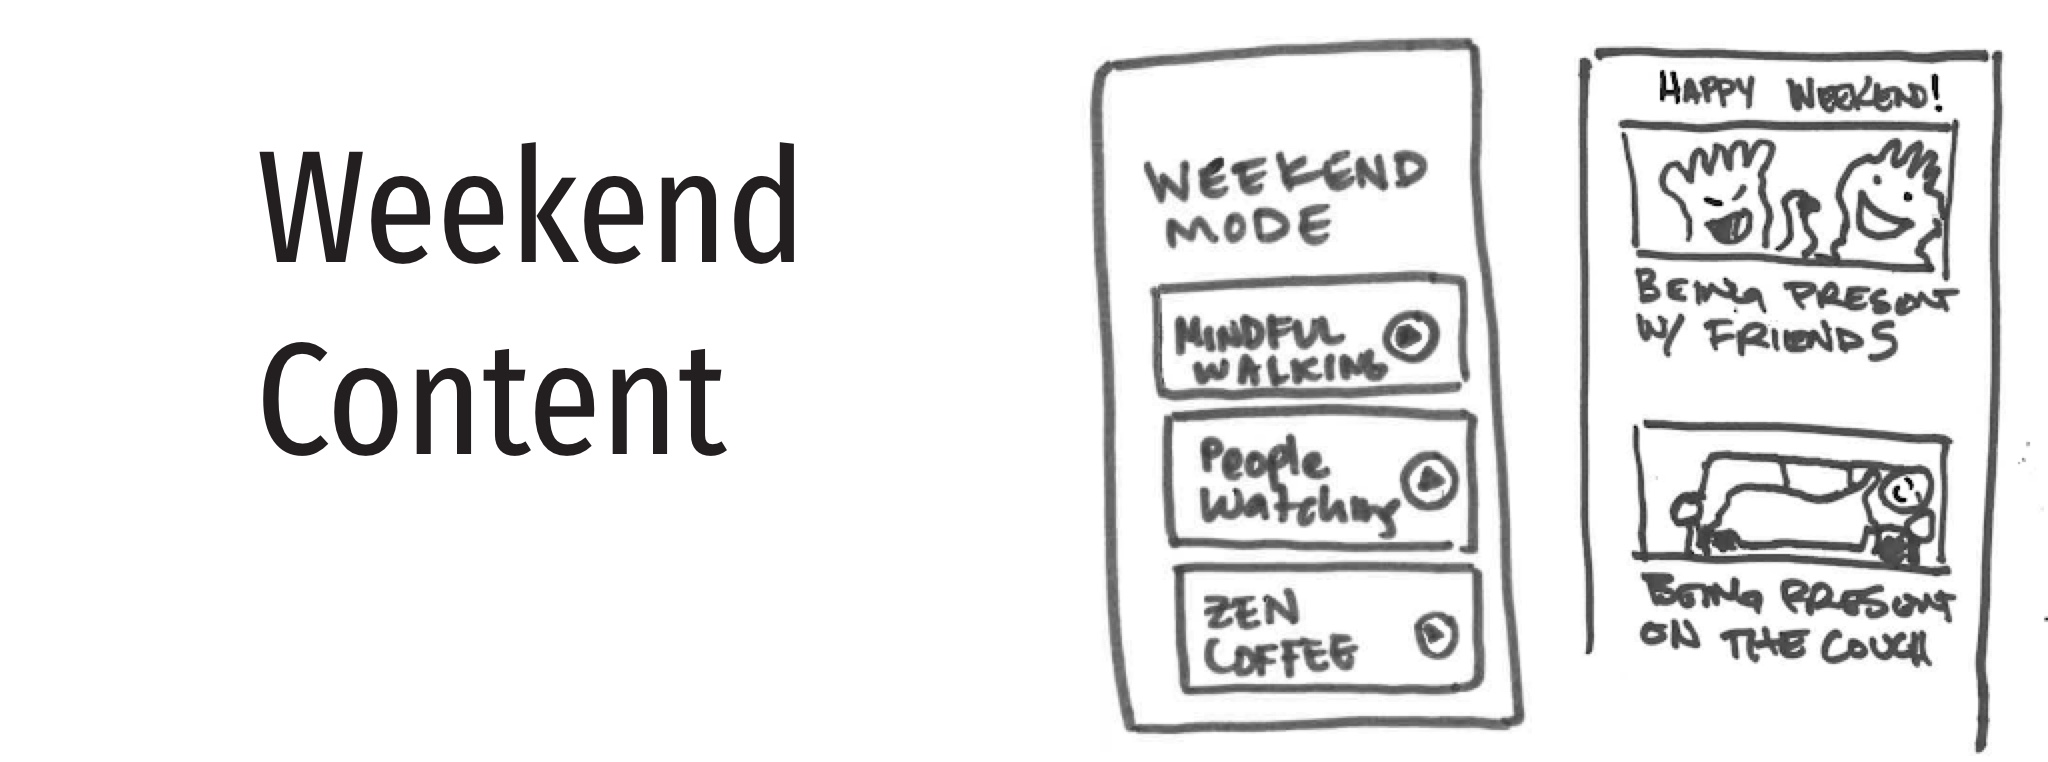 Weekend
Content
WEEKEND
MODE
MINDFUL
WALKING
People
Watching
ZEN
COFFEE
HAPPY WEEKEND!
BEING PRESENT
W/ FRIENDS
BEING PRESENT
ON THE COUCH